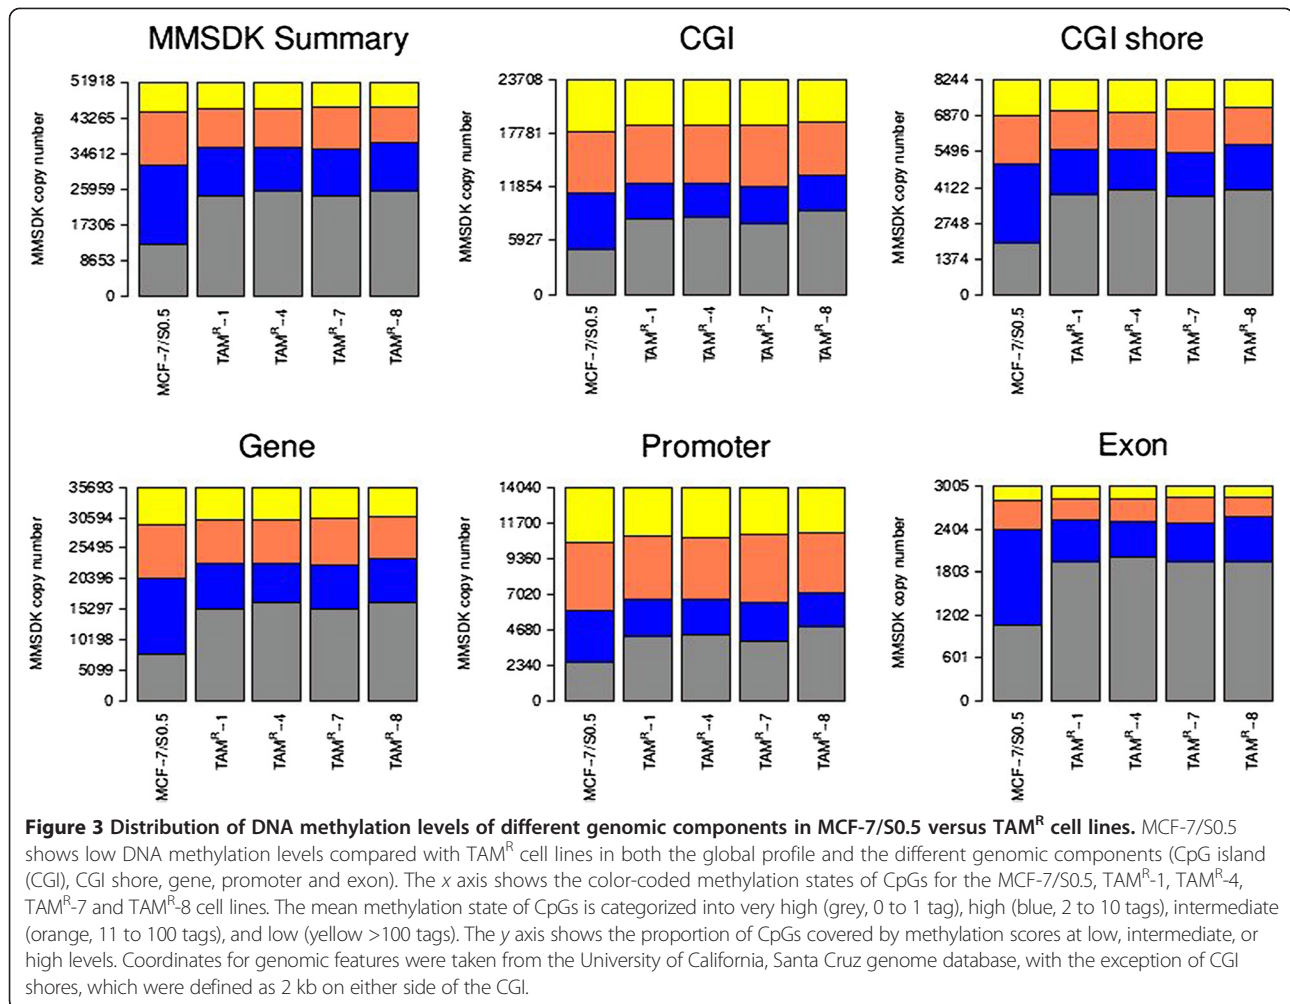 MMSDK Summary
MMSDK copy number
51918
43265
34612
25959
17306
8653
0
MCF-7/S0.5
TAMᴿ-1
TAMᴿ-4
TAMᴿ-7
TAMᴿ-8
CGI
MMSDK copy number
23708
17781
11854
5927
0
MCF-7/S0.5
TAMᴿ-1
TAMᴿ-4
TAMᴿ-7
TAMᴿ-8
CGI shore
MMSDK copy number
8244
6870
5496
4122
2748
1374
0
MCF-7/S0.5
TAMᴿ-1
TAMᴿ-4
TAMᴿ-7
TAMᴿ-8
Gene
MMSDK copy number
35693
30594
25495
20396
15297
10198
5099
0
MCF-7/S0.5
TAMᴿ-1
TAMᴿ-4
TAMᴿ-7
TAMᴿ-8
Promoter
MMSDK copy number
14040
11700
9360
7020
4680
2340
0
MCF-7/S0.5
TAMᴿ-1
TAMᴿ-4
TAMᴿ-7
TAMᴿ-8
Exon
MMSDK copy number
3005
2404
1803
1202
601
0
MCF-7/S0.5
TAMᴿ-1
TAMᴿ-4
TAMᴿ-7
TAMᴿ-8
Figure 3 Distribution of DNA methylation levels of different genomic components in MCF-7/S0.5 versus TAMᴿ cell lines. MCF-7/S0.5
shows low DNA methylation levels compared with TAMᴿ cell lines in both the global profile and the different genomic components (CpG island
(CGI), CGI shore, gene, promoter and exon). The x axis shows the color-coded methylation states of CpGs for the MCF-7/S0.5, TAMᴿ-1, TAMᴿ-4,
TAMᴿ-7 and TAMᴿ-8 cell lines. The mean methylation state of CpGs is categorized into very high (grey, 0 to 1 tag), high (blue, 2 to 10 tags), intermediate
(orange, 11 to 100 tags), and low (yellow >100 tags). The y axis shows the proportion of CpGs covered by methylation scores at low, intermediate, or
high levels. Coordinates for genomic features were taken from the University of California, Santa Cruz genome database, with the exception of CGI
shores, which were defined as 2 kb on either side of the CGI.